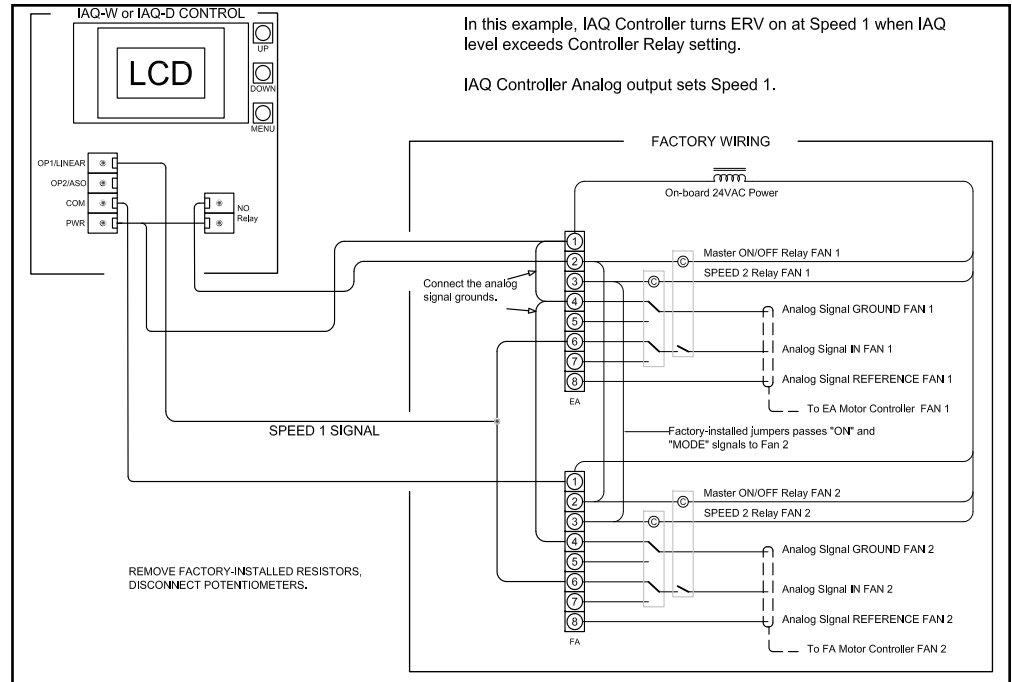 IAQ-W or IAQ-D CONTROL
LCD
UP
DOWN
MENU
OP1/LINEAR
OP2/ASO
COM
PWR
NO
Relay
In this example, IAQ Controller turns ERV on at Speed 1 when IAQ
level exceeds Controller Relay setting.
IAQ Controller Analog output sets Speed 1.
FACTORY WIRING
On-board 24VAC Power
1
2
3
4
5
6
7
8
EA
C
C
Master ON/OFF Relay FAN 1
SPEED 2 Relay FAN 1
Connect the analog
signal grounds.
Analog Signal GROUND FAN 1
Analog Signal IN FAN 1
Analog Signal REFERENCE FAN 1
To EA Motor Controller FAN 1
SPEED 1 SIGNAL
Factory-installed jumpers passes "ON" and
"MODE" signals to Fan 2
1
2
3
4
5
6
7
8
FA
C
C
Master ON/OFF Relay FAN 2
SPEED 2 Relay FAN 2
Analog Signal GROUND FAN 2
Analog Signal IN FAN 2
Analog Signal REFERENCE FAN 2
To FA Motor Controller FAN 2
REMOVE FACTORY-INSTALLED RESISTORS,
DISCONNECT POTENTIOMETERS.